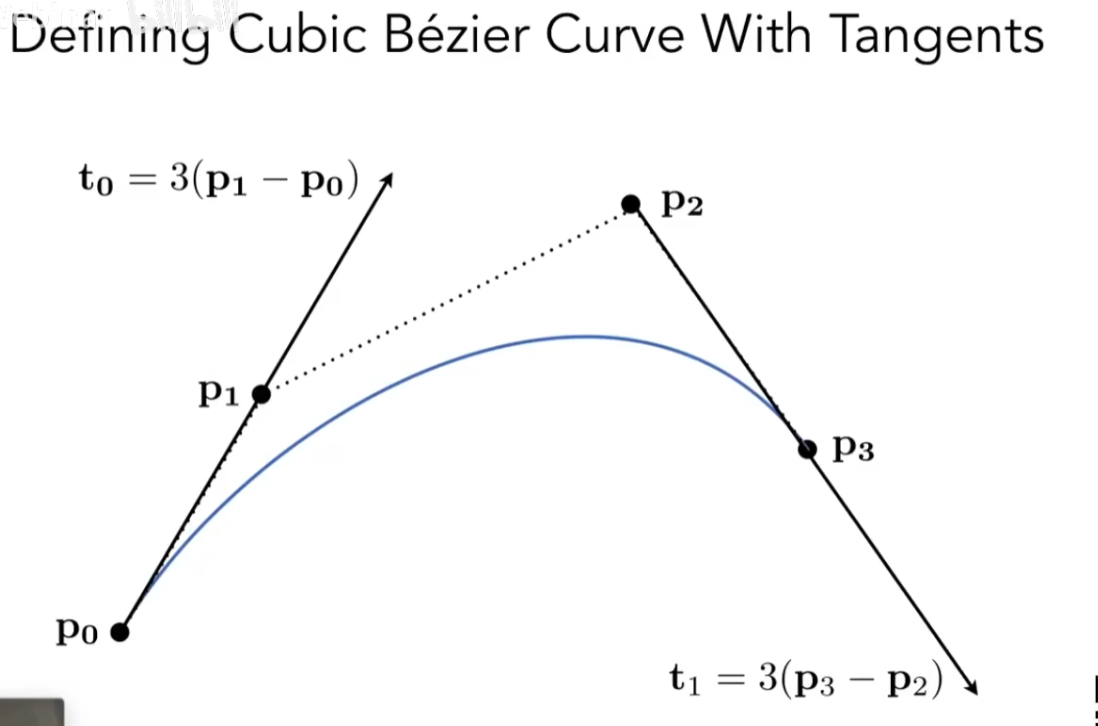 Defining Cubic Bézier Curve With Tangents
t₀ = 3(p₁ − p₀)
p₂
p₁
p₃
p₀
t₁ = 3(p₃ − p₂)